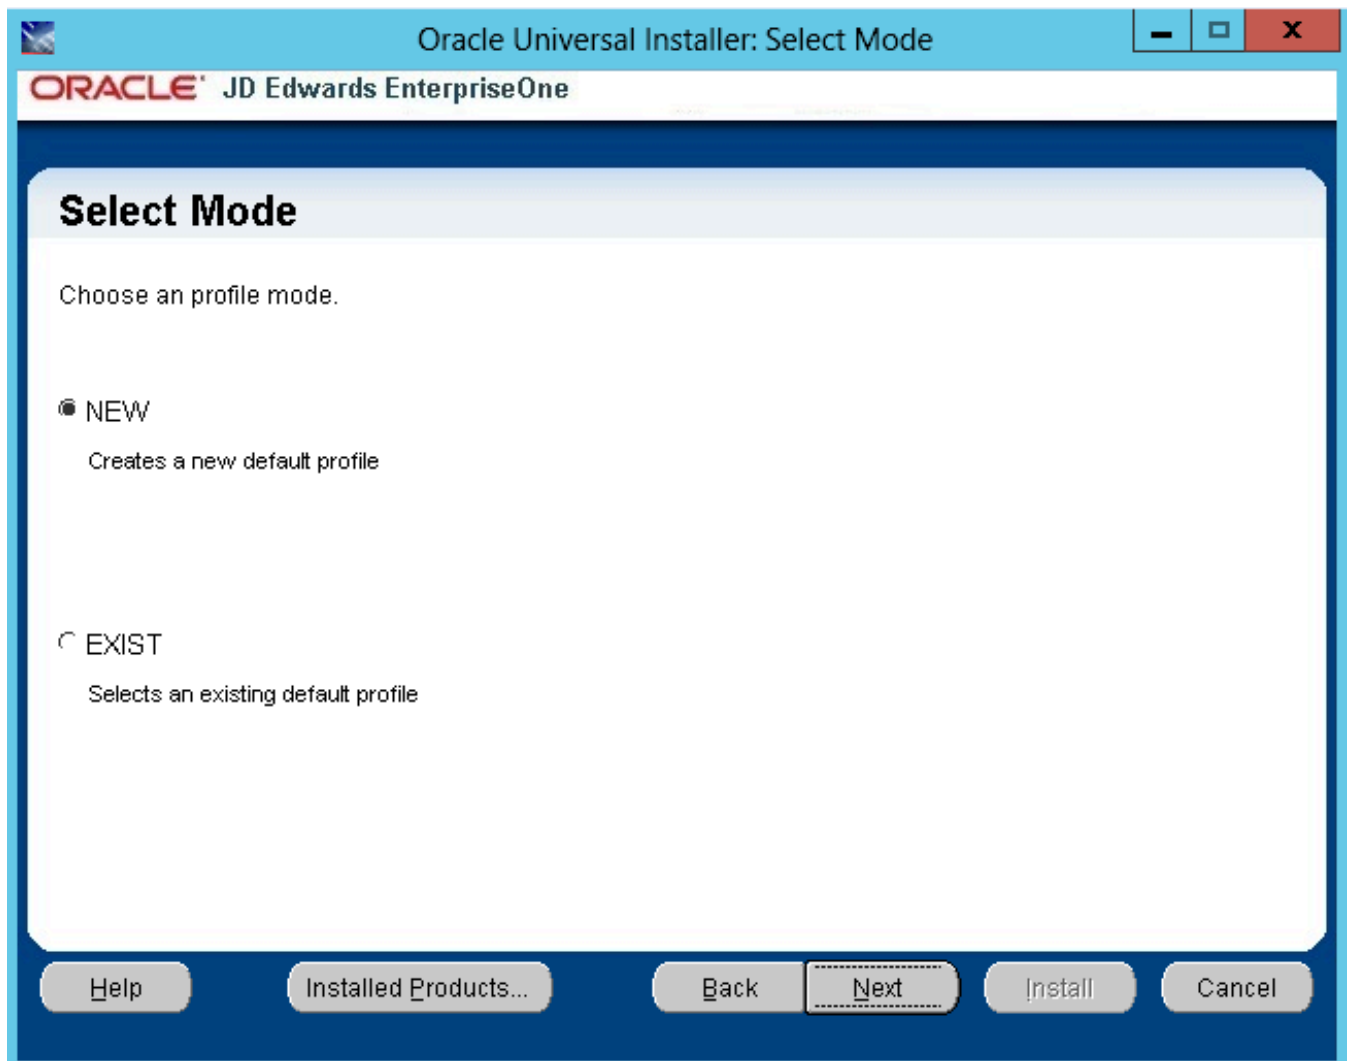 Oracle Universal Installer: Select Mode
ORACLE® JD Edwards EnterpriseOne
Select Mode
Choose an profile mode.
NEW
Creates a new default profile
EXIST
Selects an existing default profile
Help Installed Products... Back Next Install Cancel